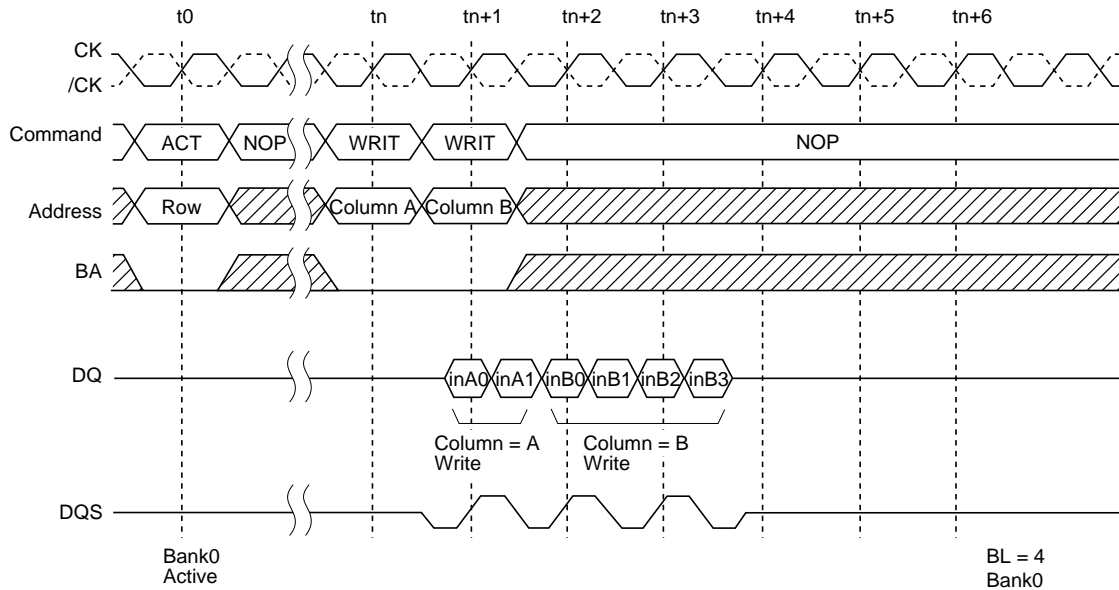 t0 tn tn+1 tn+2 tn+3 tn+4 tn+5 tn+6
CK
/CK
Command ACT NOP WRIT WRIT NOP
Address Row Column A Column B
BA
DQ inA0 inA1 inB0 inB1 inB2 inB3
Column = A Column = B
Write Write
DQS
Bank0 BL = 4
Active Bank0